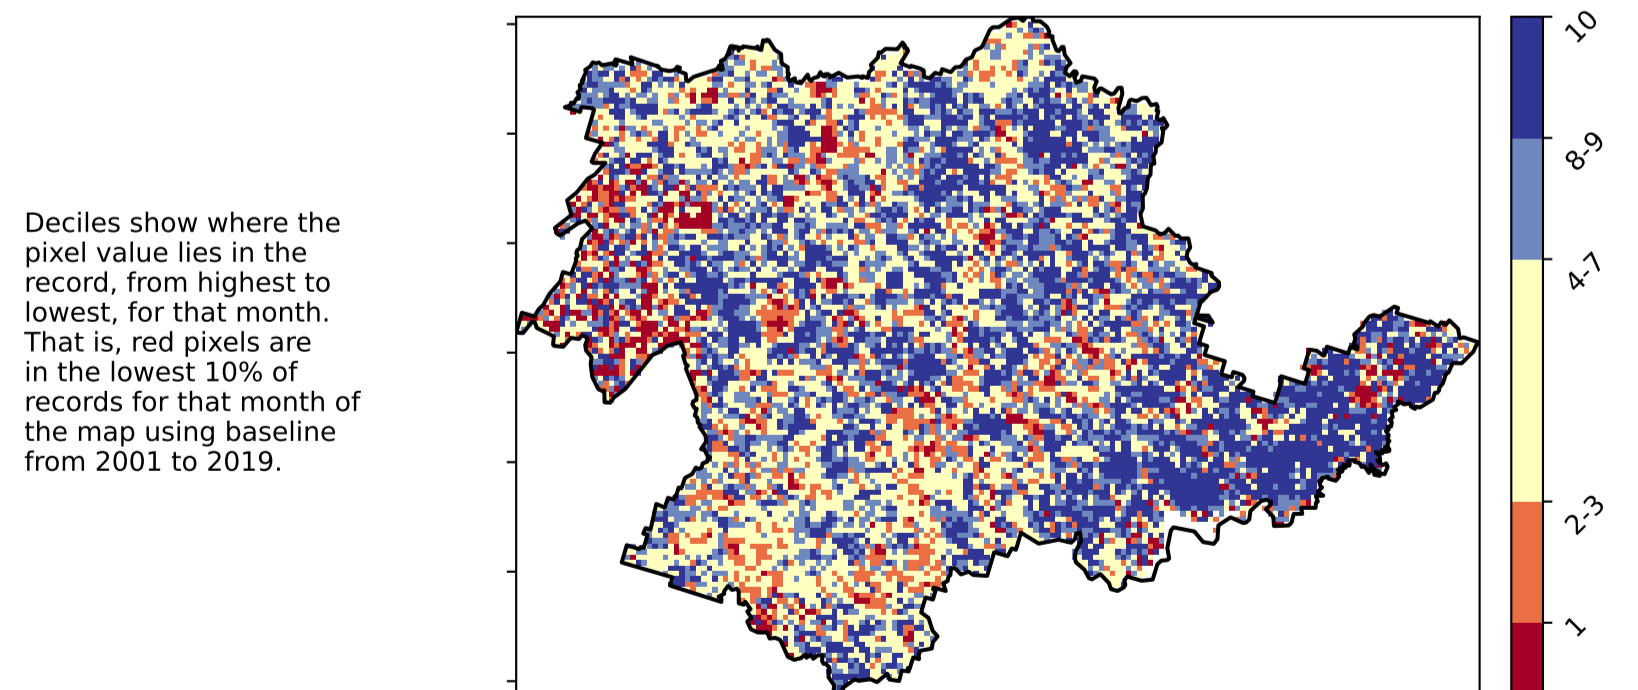 Deciles show where the
pixel value lies in the
record, from highest to
lowest, for that month.
That is, red pixels are
in the lowest 10% of
records for that month of
the map using baseline
from 2001 to 2019.
10
8-9
4-7
2-3
1